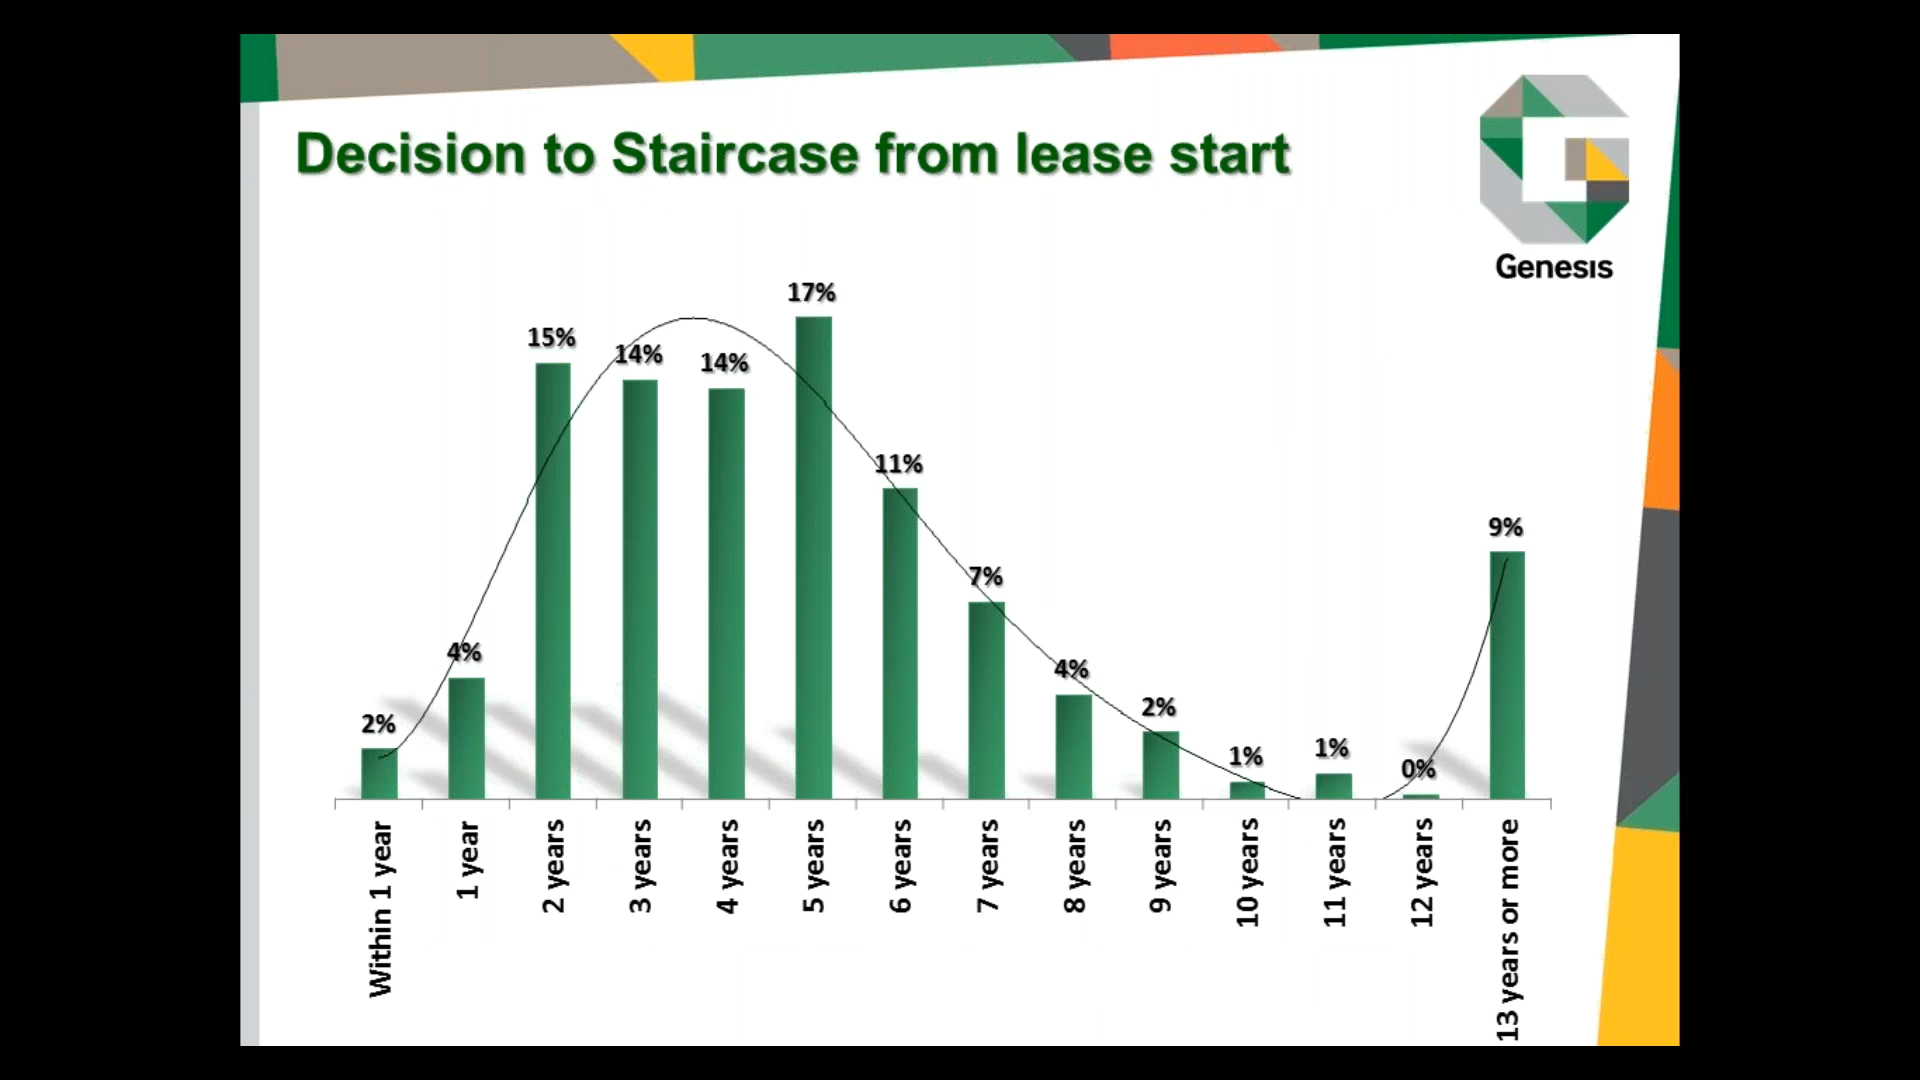 Decision to Staircase from lease start
Genesis
17%
15%
14%
14%
11%
9%
7%
4%
4%
2%
2%
1%
1%
0%
Within 1 year
1 year
2 years
3 years
4 years
5 years
6 years
7 years
8 years
9 years
10 years
11 years
12 years
13 years or more